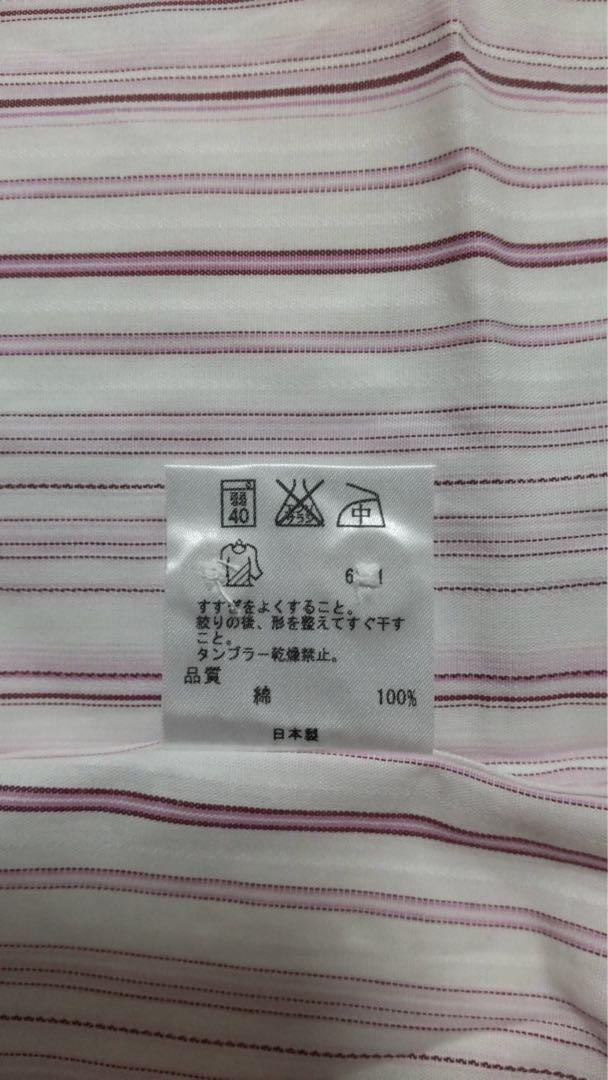 弱
40
中
すすぎをよくすること。
絞りの後、形を整えてすぐ干す
こと。
タンブラー乾燥禁止。
品質
綿 100%
日本製